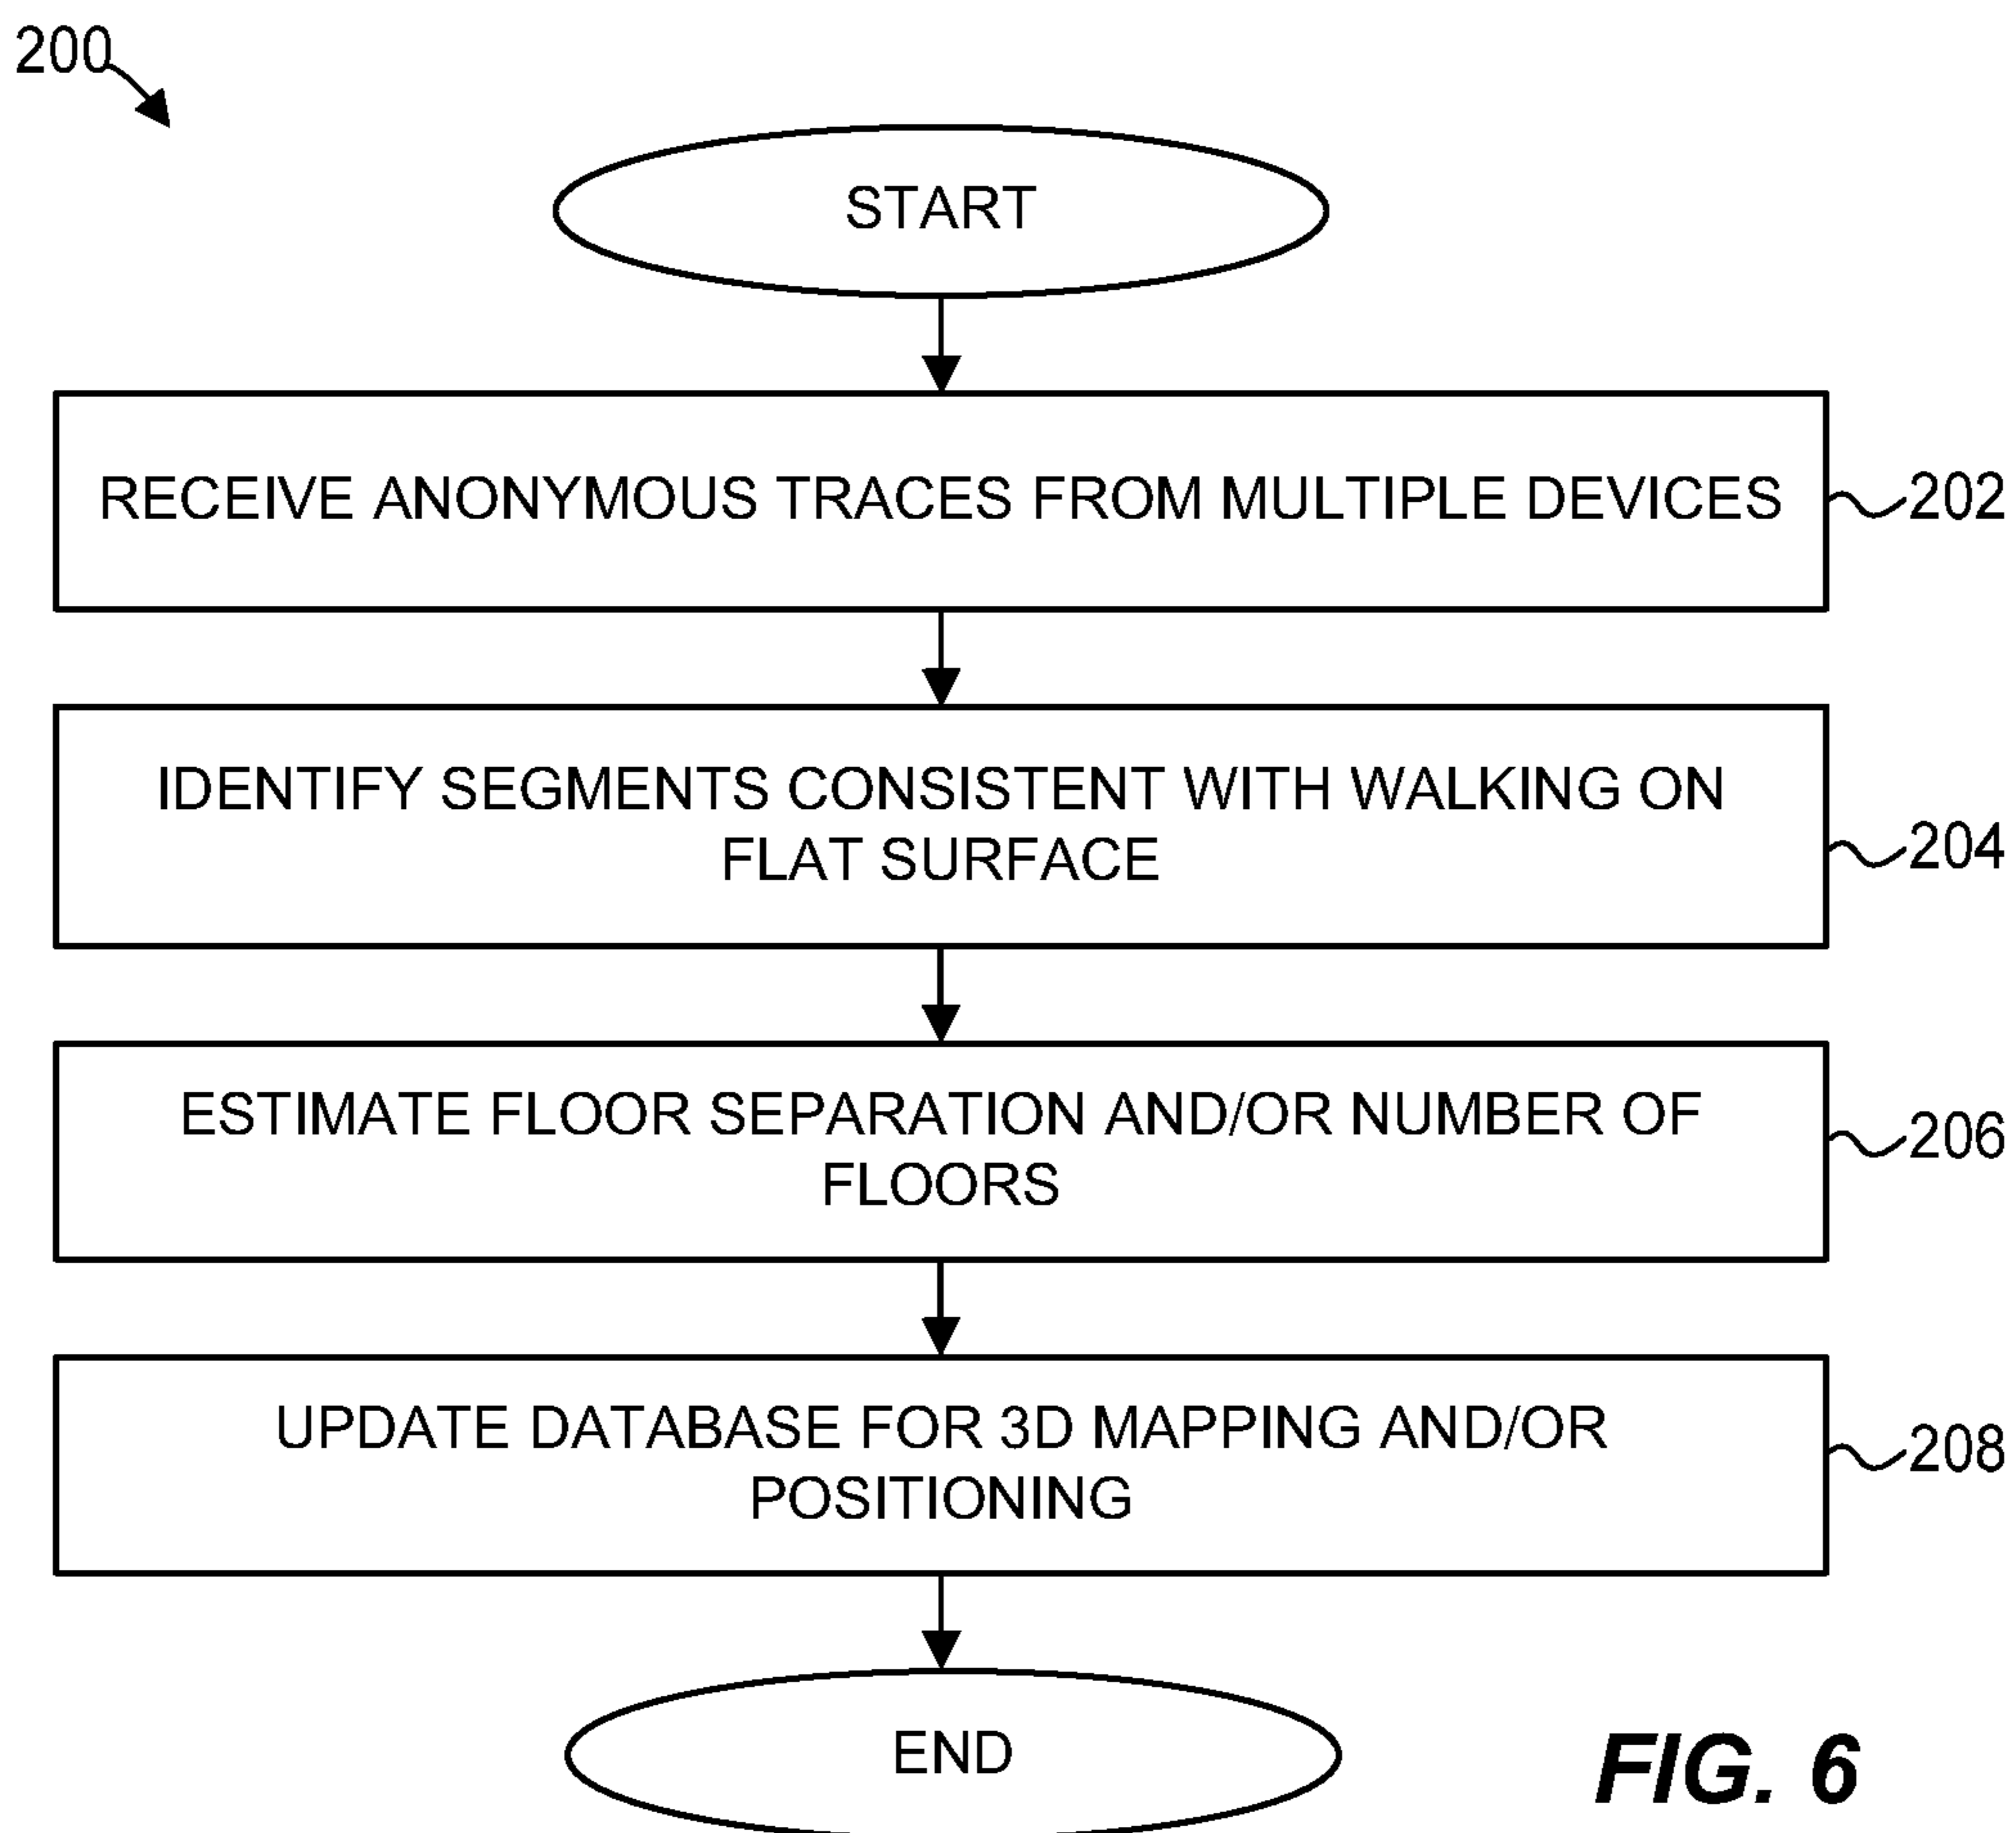 200
START
RECEIVE ANONYMOUS TRACES FROM MULTIPLE DEVICES
202
IDENTIFY SEGMENTS CONSISTENT WITH WALKING ON
FLAT SURFACE
204
ESTIMATE FLOOR SEPARATION AND/OR NUMBER OF
FLOORS
206
UPDATE DATABASE FOR 3D MAPPING AND/OR
POSITIONING
208
END
FIG. 6